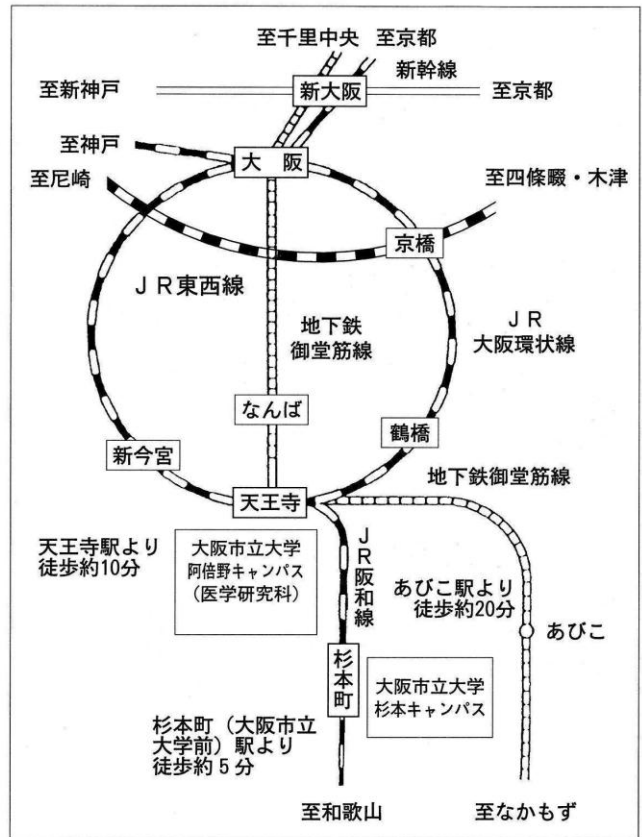 至千里中央 至京都
新幹線
至新神戸
新大阪
至京都
至神戸
大 阪
至尼崎
至四條畷・木津
京橋
ＪＲ東西線
地下鉄
御堂筋線
ＪＲ
大阪環状線
なんば
鶴橋
新今宮
地下鉄御堂筋線
天王寺
天王寺駅より
徒歩約10分
大阪市立大学
阿倍野キャンパス
（医学研究科）
ＪＲ阪和線
あびこ駅より
徒歩約20分
あびこ
杉本町
大阪市立大学
杉本キャンパス
杉本町（大阪市立
大学前）駅より
徒歩約５分
至和歌山
至なかもず